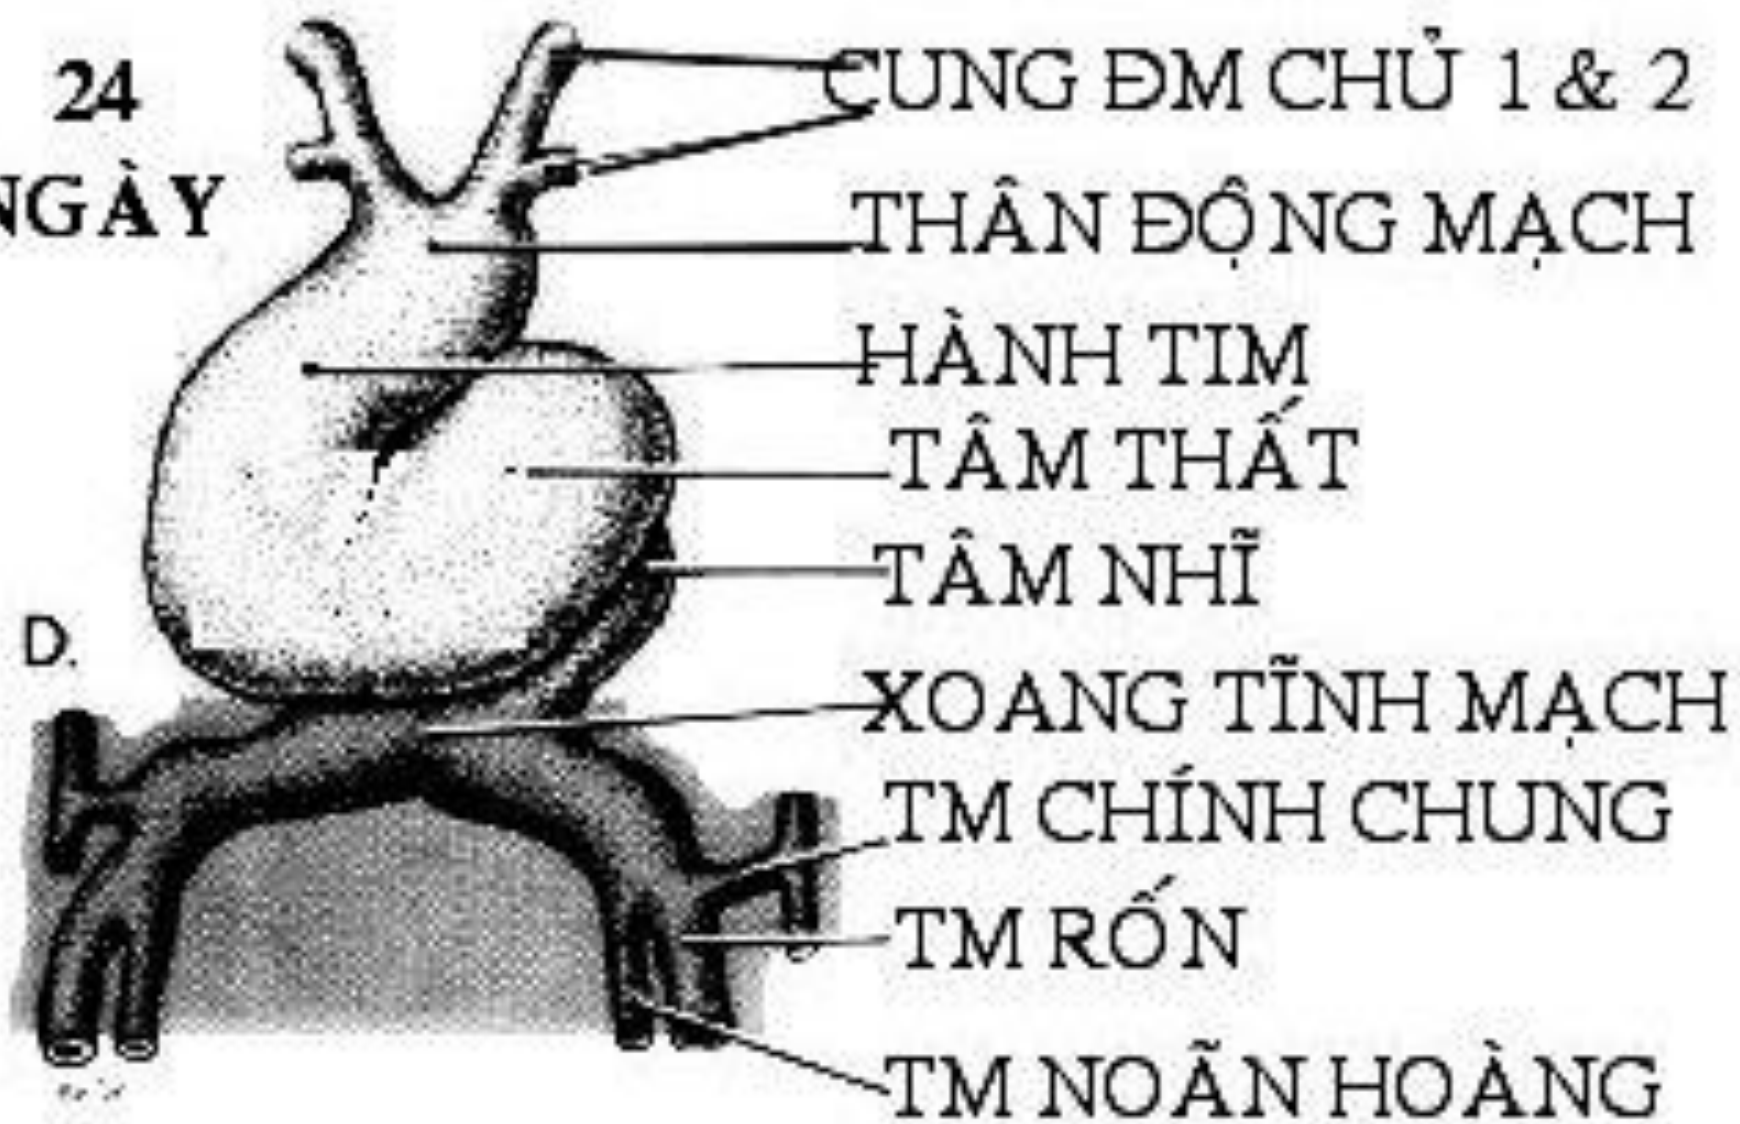 24
NGÀY
CUNG ĐM CHỦ 1 & 2
THÂN ĐỘNG MẠCH
HÀNH TIM
TÂM THẤT
TÂM NHĨ
D.
XOANG TĨNH MẠCH
TM CHÍNH CHUNG
TM RỐN
TM NOÃN HOÀNG